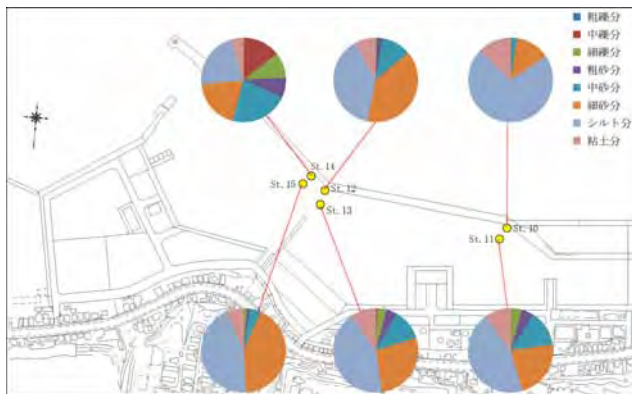 粗礫分
中礫分
細礫分
粗砂分
中砂分
細砂分
シルト分
粘土分
St. 14
St. 15
St. 12
St. 13
St. 10
St. 11